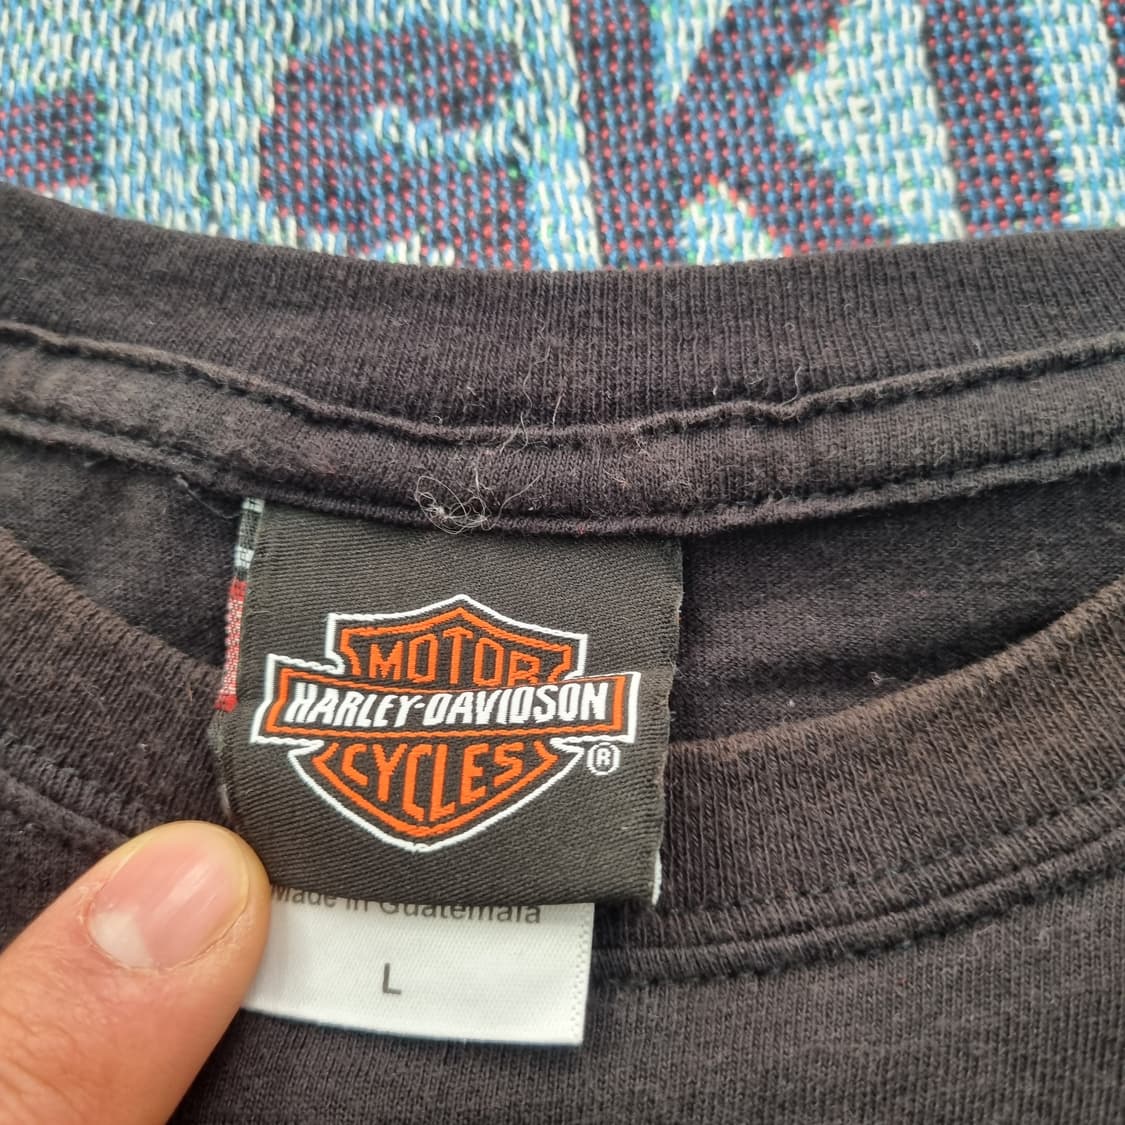 MOTOR
HARLEY-DAVIDSON
CYCLES
®
Made in Guatemala
L